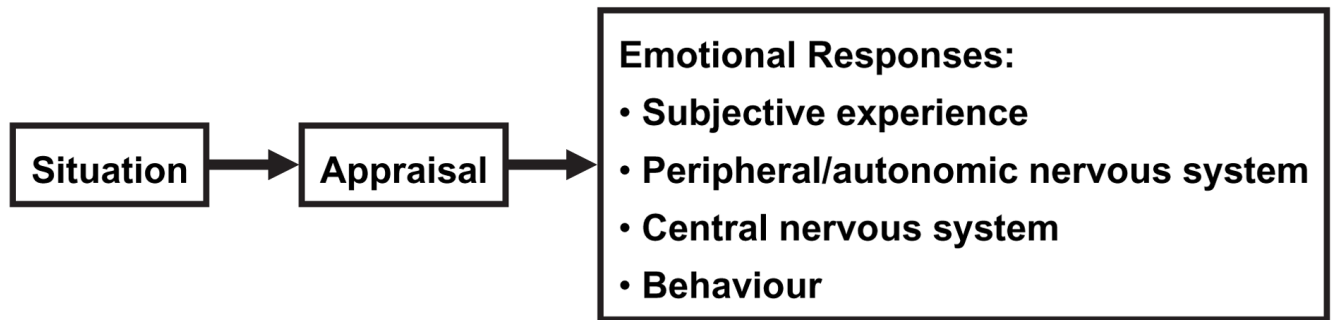 Situation
Appraisal
Emotional Responses:
• Subjective experience
• Peripheral/autonomic nervous system
• Central nervous system
• Behaviour